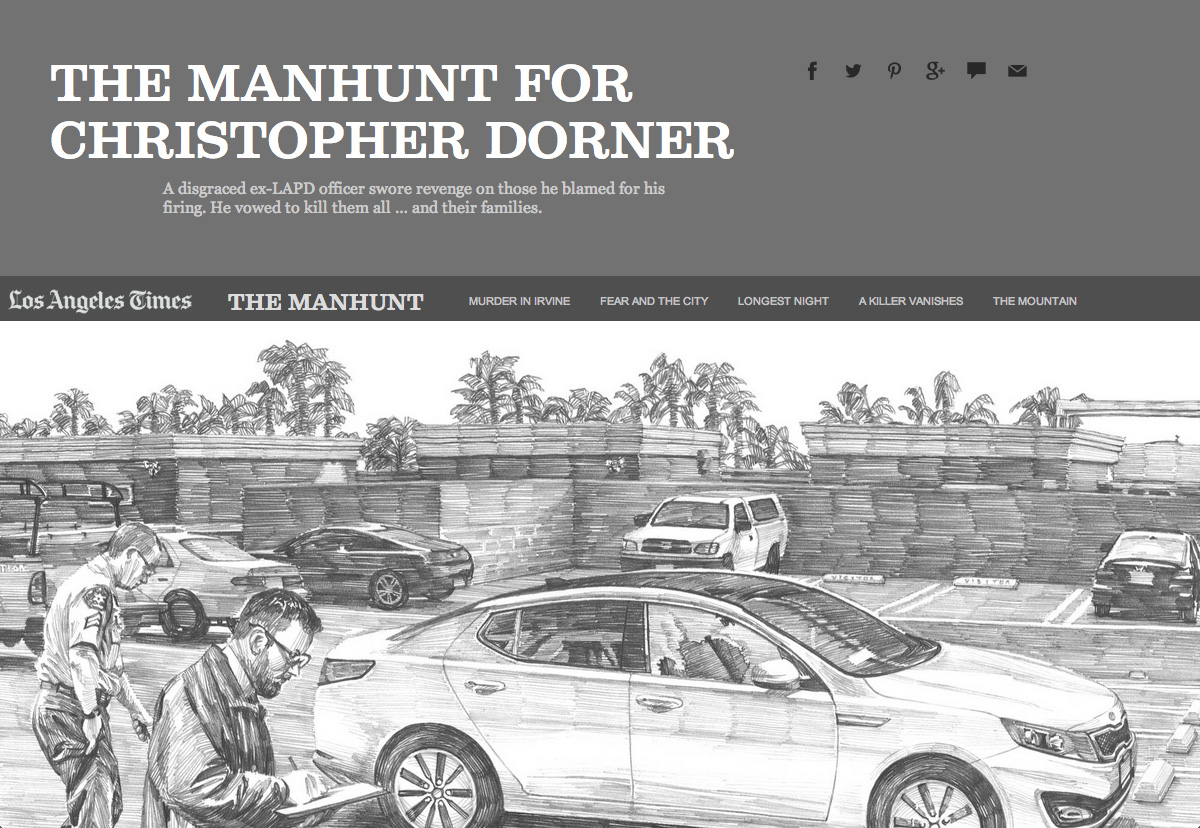 THE MANHUNT FOR
CHRISTOPHER DORNER
A disgraced ex-LAPD officer swore revenge on those he blamed for his
firing. He vowed to kill them all ... and their families.
Los Angeles Times THE MANHUNT MURDER IN IRVINE FEAR AND THE CITY LONGEST NIGHT A KILLER VANISHES THE MOUNTAIN
VISITOR VISITOR